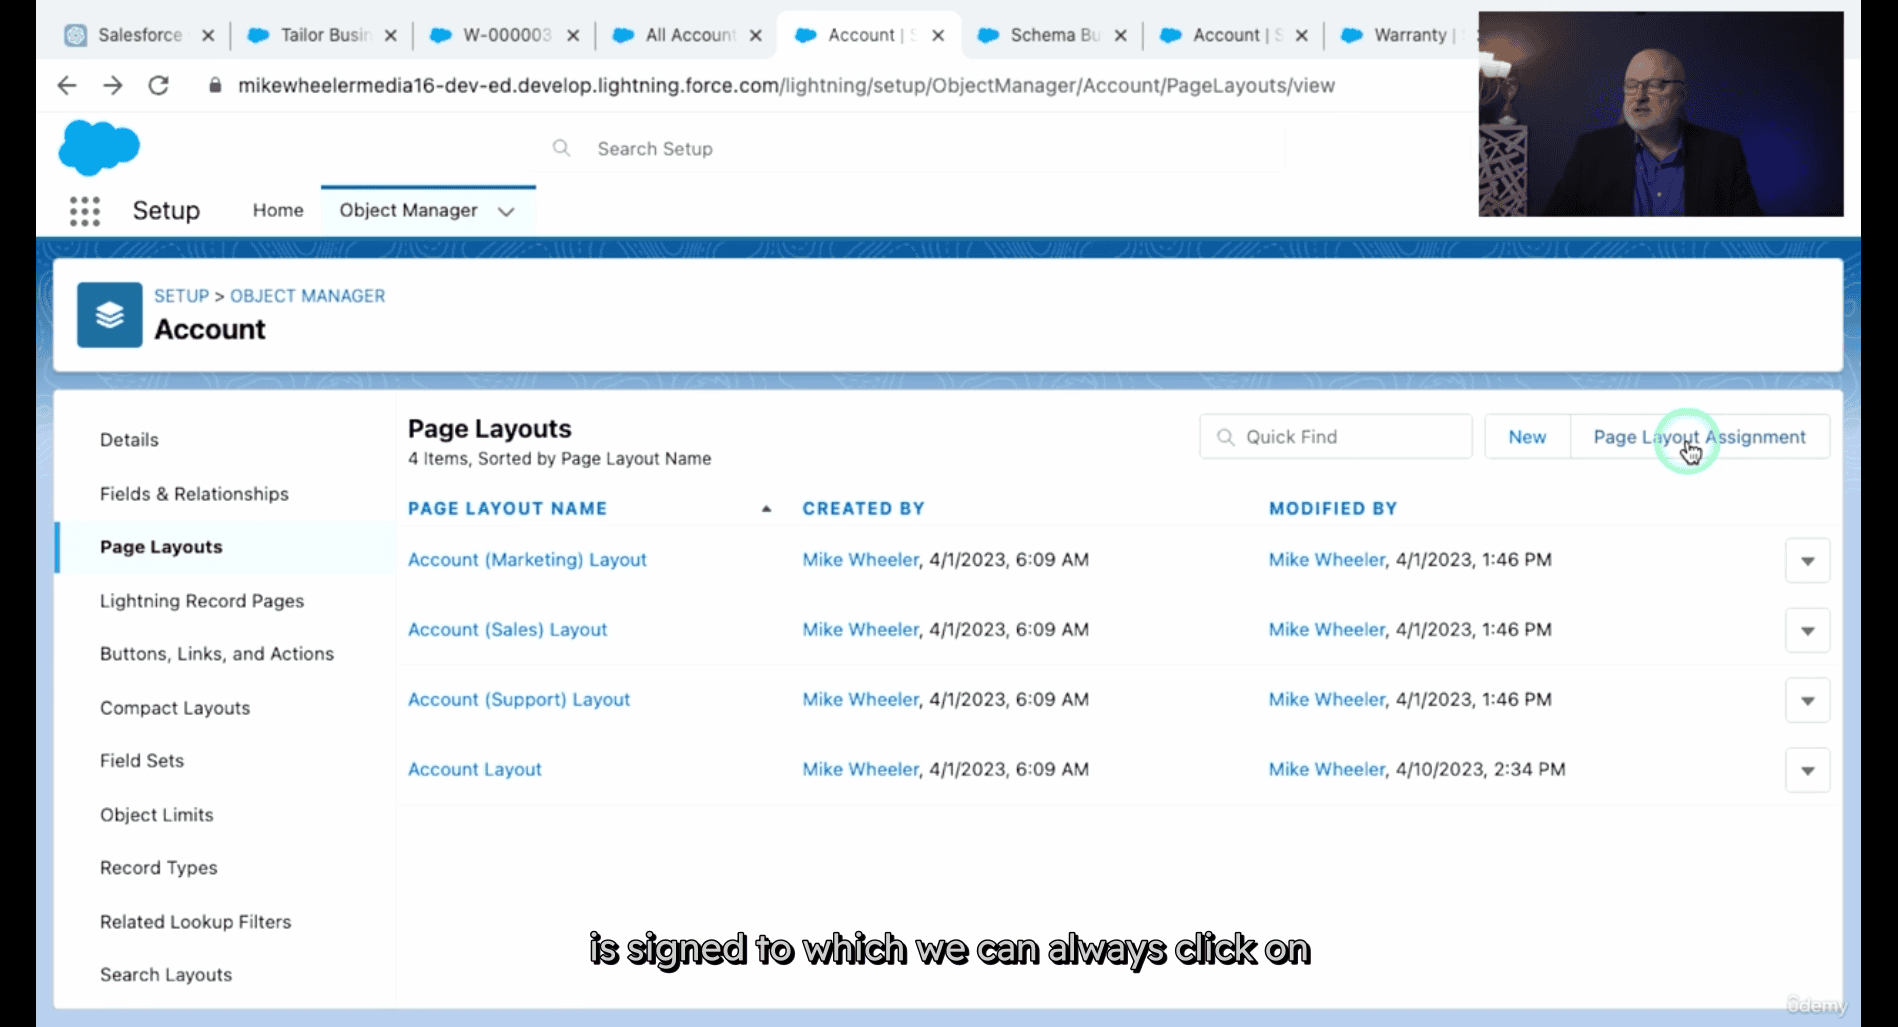 Salesforce
Tailor Busin
W-000003
All Account
Account | S
Schema Bu
Account | S
Warranty |
mikewheelermedia16-dev-ed.develop.lightning.force.com/lightning/setup/ObjectManager/Account/PageLayouts/view
Search Setup
Setup
Home
Object Manager
SETUP > OBJECT MANAGER
Account
Details
Fields & Relationships
Page Layouts
Lightning Record Pages
Buttons, Links, and Actions
Compact Layouts
Field Sets
Object Limits
Record Types
Related Lookup Filters
Search Layouts
Page Layouts
4 Items, Sorted by Page Layout Name
Quick Find
New
Page Layout Assignment
PAGE LAYOUT NAME CREATED BY MODIFIED BY
Account (Marketing) Layout Mike Wheeler, 4/1/2023, 6:09 AM Mike Wheeler, 4/1/2023, 1:46 PM
Account (Sales) Layout Mike Wheeler, 4/1/2023, 6:09 AM Mike Wheeler, 4/1/2023, 1:46 PM
Account (Support) Layout Mike Wheeler, 4/1/2023, 6:09 AM Mike Wheeler, 4/1/2023, 1:46 PM
Account Layout Mike Wheeler, 4/1/2023, 6:09 AM Mike Wheeler, 4/10/2023, 2:34 PM
is signed to which we can always click on
ûdemy